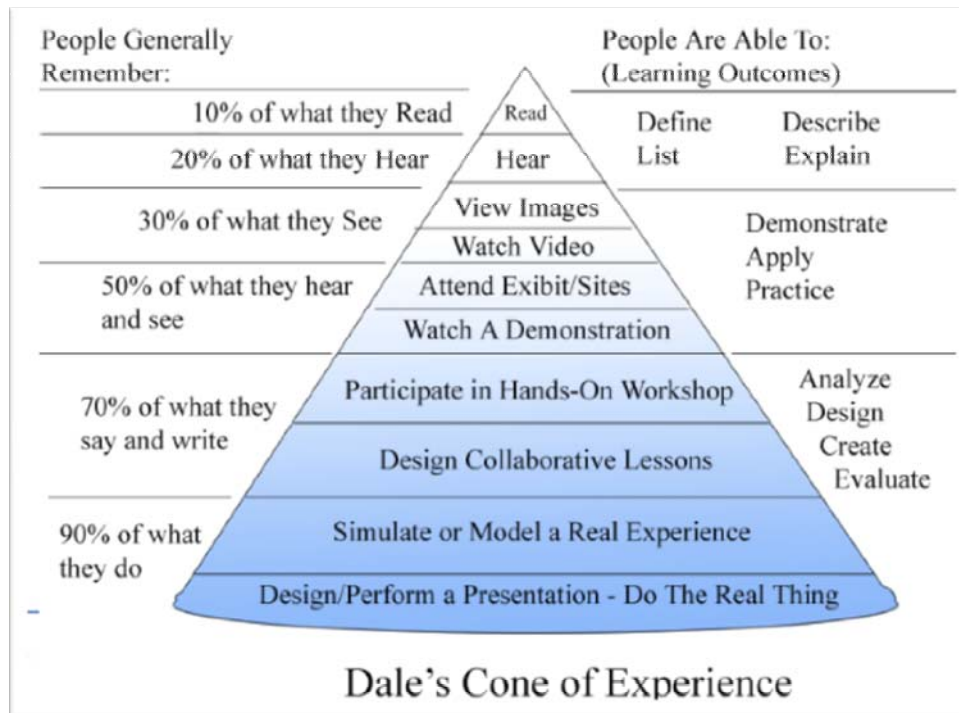 People Generally
Remember:
10% of what they Read
20% of what they Hear
30% of what they See
50% of what they hear
and see
70% of what they
say and write
90% of what
they do
Read
Hear
View Images
Watch Video
Attend Exibit/Sites
Watch A Demonstration
Participate in Hands-On Workshop
Design Collaborative Lessons
Simulate or Model a Real Experience
Design/Perform a Presentation - Do The Real Thing
People Are Able To:
(Learning Outcomes)
Define Describe
List Explain
Demonstrate
Apply
Practice
Analyze
Design
Create
Evaluate
Dale's Cone of Experience